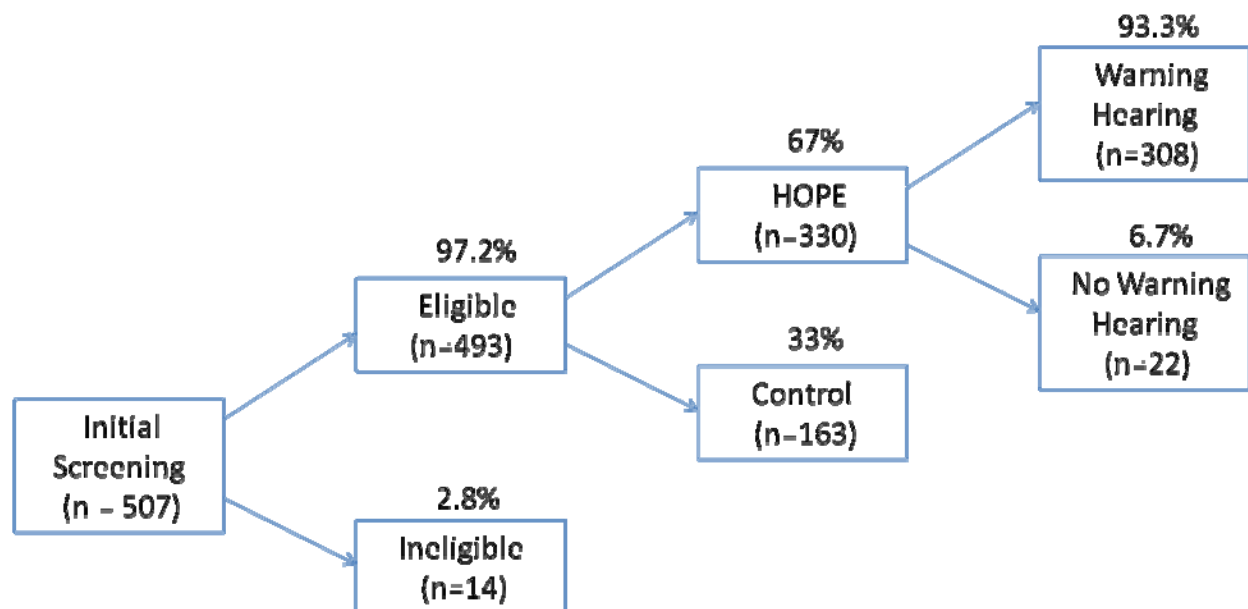 93.3%
Warning
Hearing
(n=308)
67%
HOPE
(n=330)
6.7%
No Warning
Hearing
(n=22)
97.2%
Eligible
(n=493)
33%
Control
(n=163)
Initial
Screening
(n = 507)
2.8%
Ineligible
(n=14)